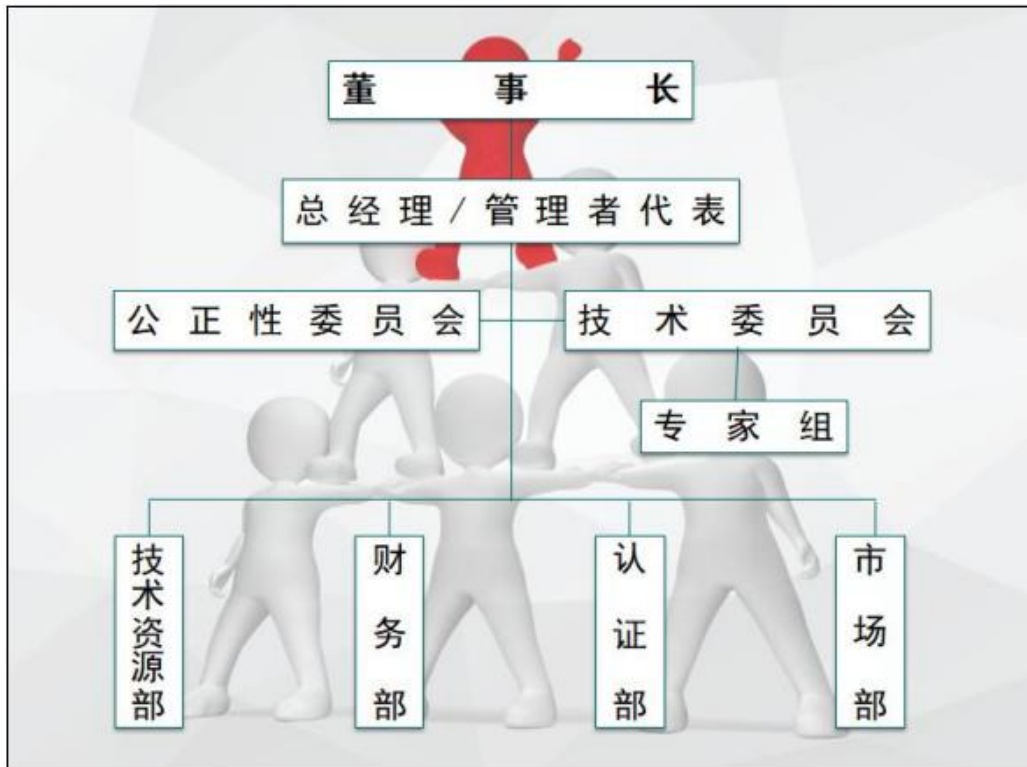 董事长
总经理/管理者代表
公正性委员会
技术委员会
专家组
技术资源部
财务部
认证部
市场部